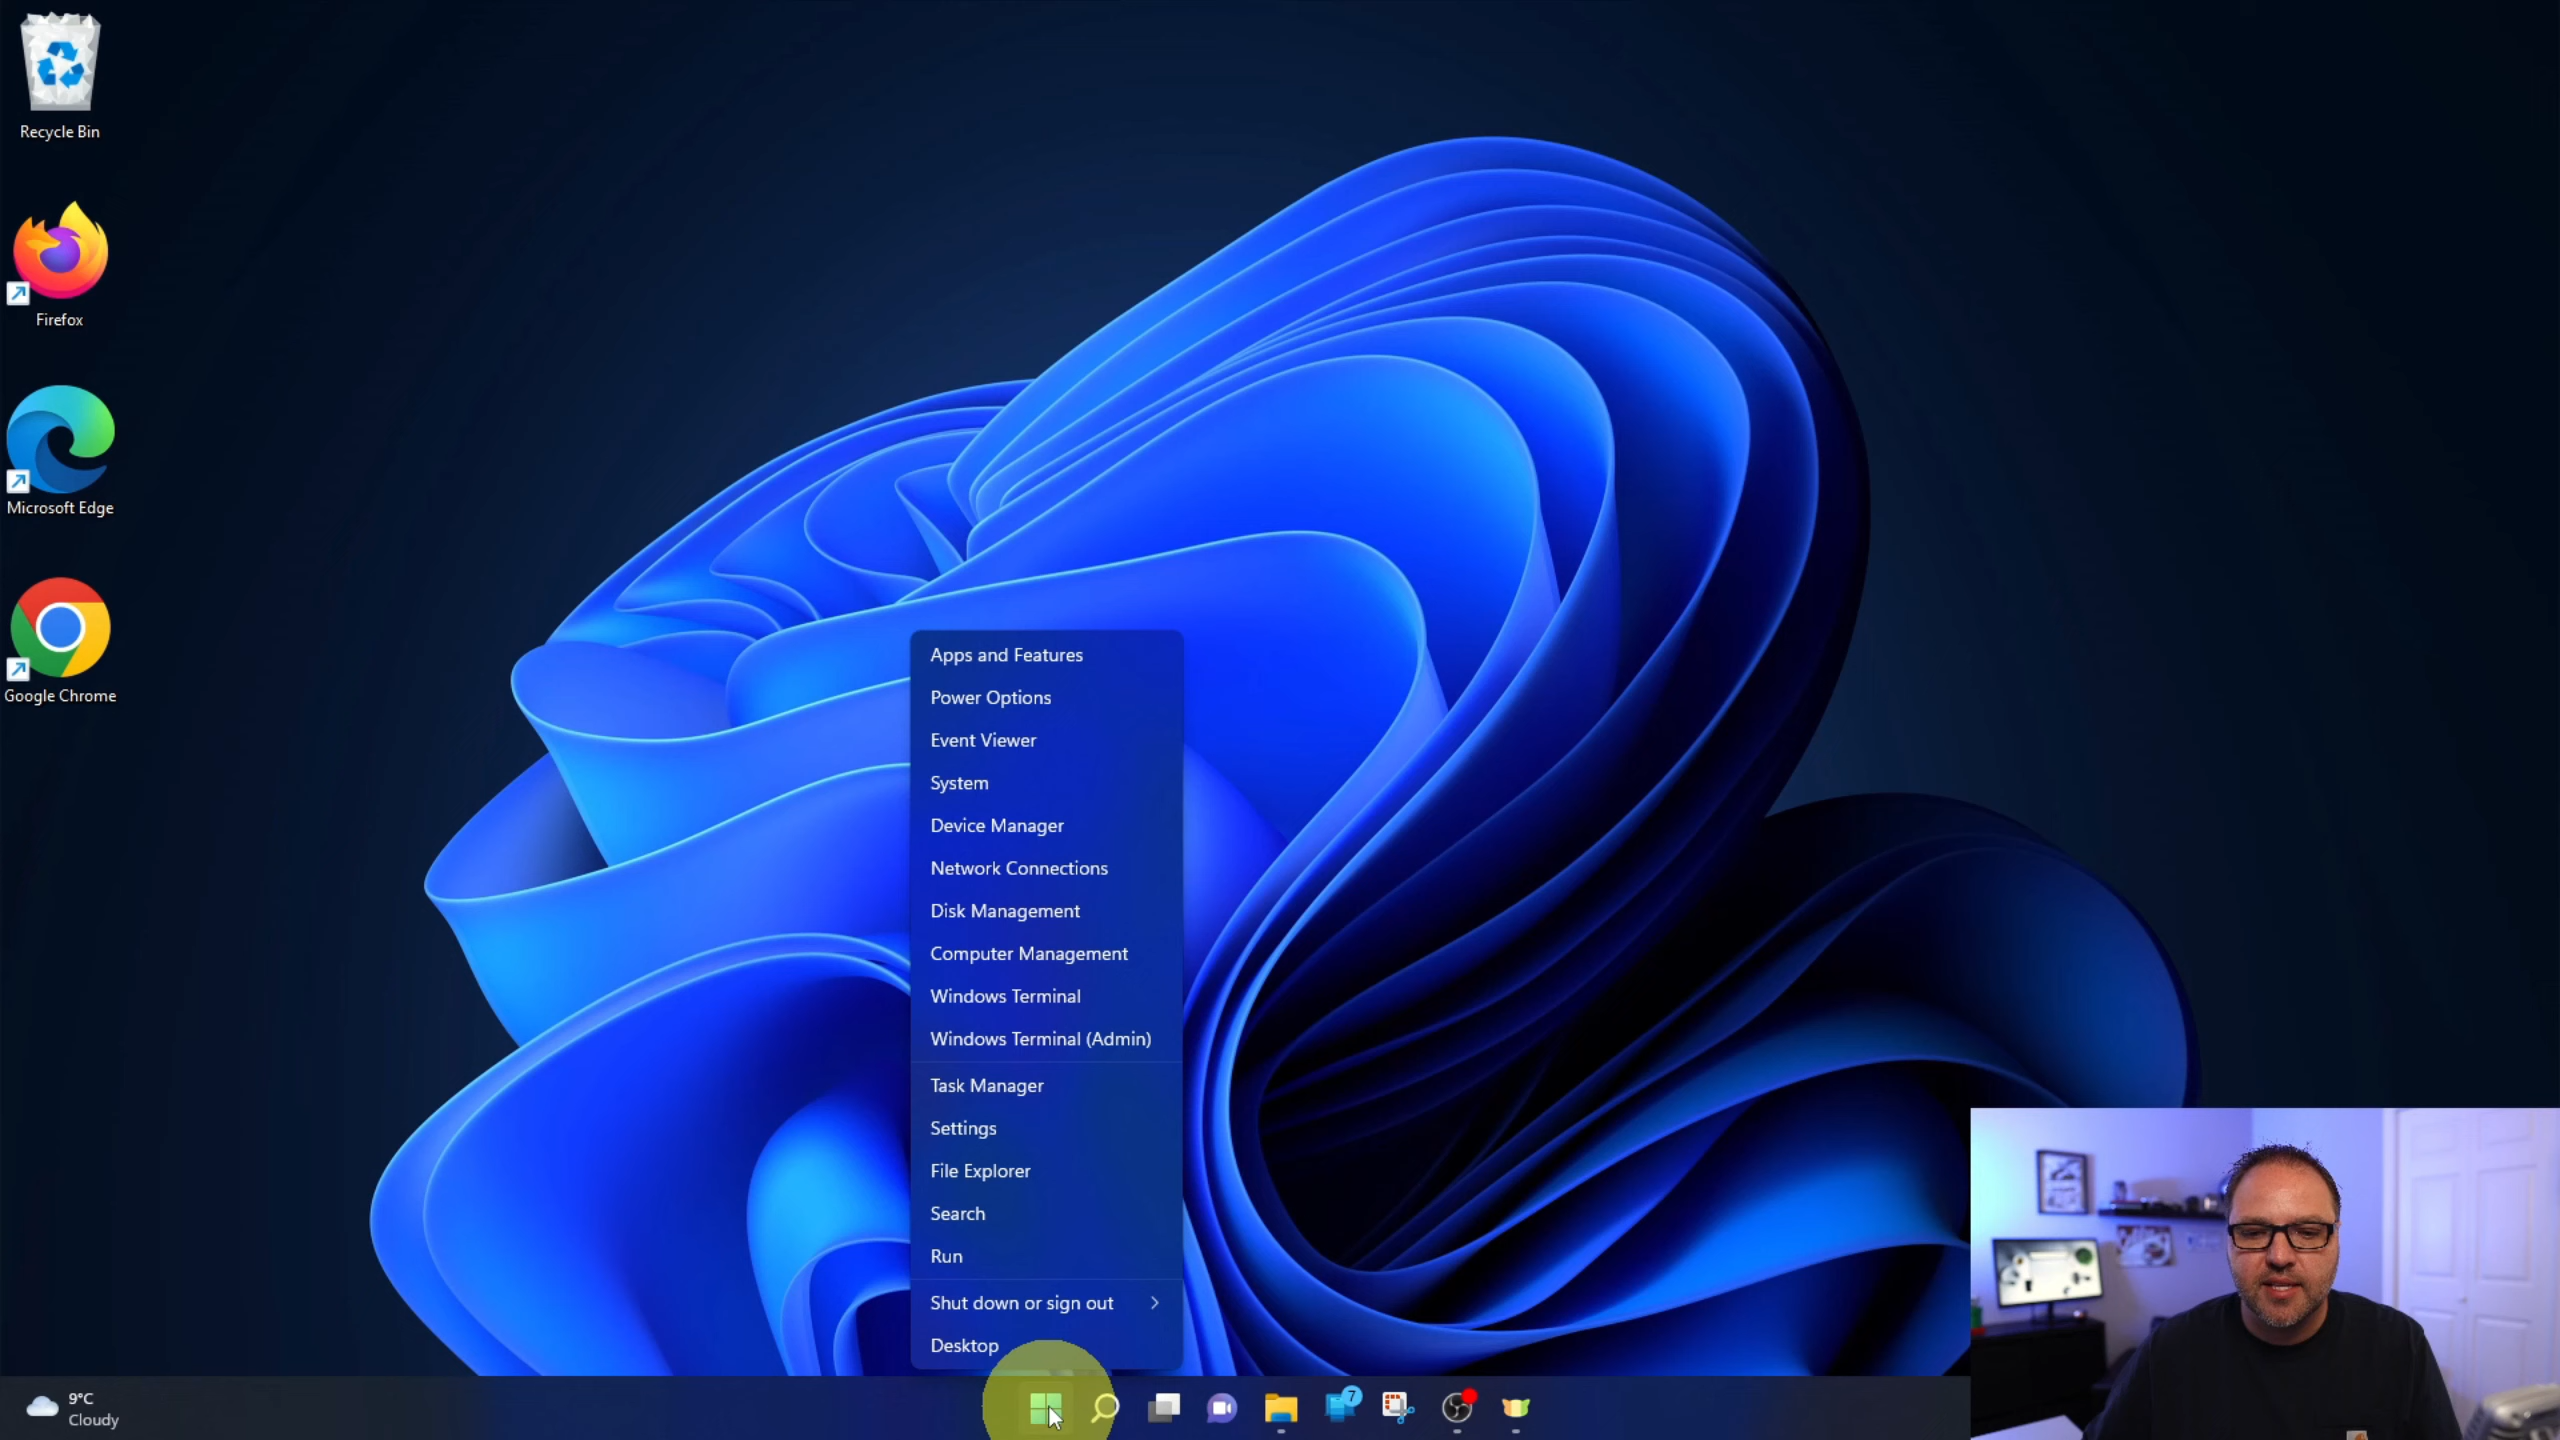 Recycle Bin
Firefox
Microsoft Edge
Google Chrome
Apps and Features
Power Options
Event Viewer
System
Device Manager
Network Connections
Disk Management
Computer Management
Windows Terminal
Windows Terminal (Admin)
Task Manager
Settings
File Explorer
Search
Run
Shut down or sign out
Desktop
9°C
Cloudy
7